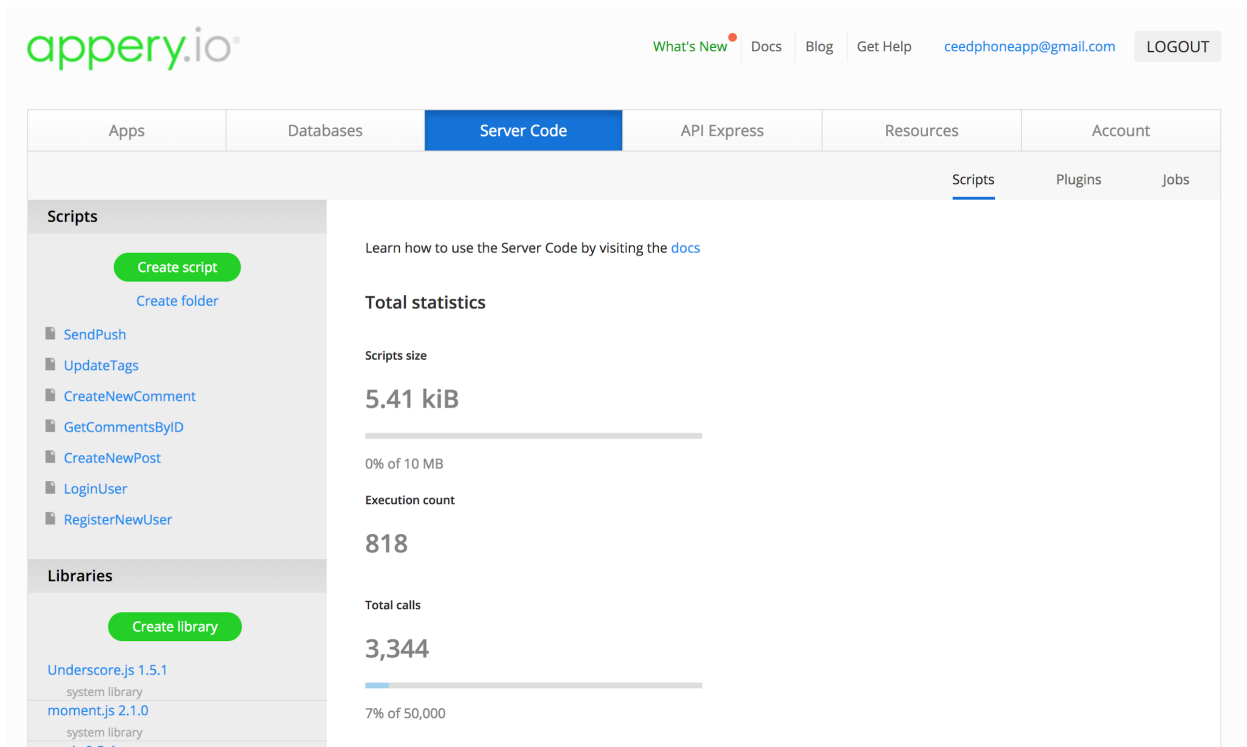 appery.io
What's New Docs Blog Get Help ceedphoneapp@gmail.com LOGOUT
Apps Databases Server Code API Express Resources Account
Scripts Plugins Jobs
Scripts
Create script
Create folder
SendPush
UpdateTags
CreateNewComment
GetCommentsByID
CreateNewPost
LoginUser
RegisterNewUser
Libraries
Create library
Underscore.js 1.5.1
system library
moment.js 2.1.0
system library
Learn how to use the Server Code by visiting the docs
Total statistics
Scripts size
5.41 kiB
0% of 10 MB
Execution count
818
Total calls
3,344
7% of 50,000